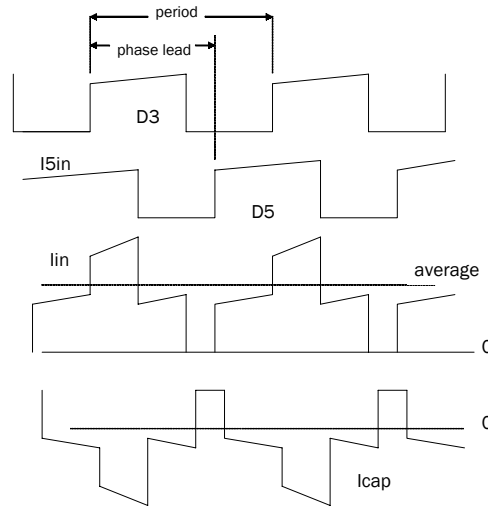 period
phase lead
D3
I5in
D5
Iin
average
0
0
Icap